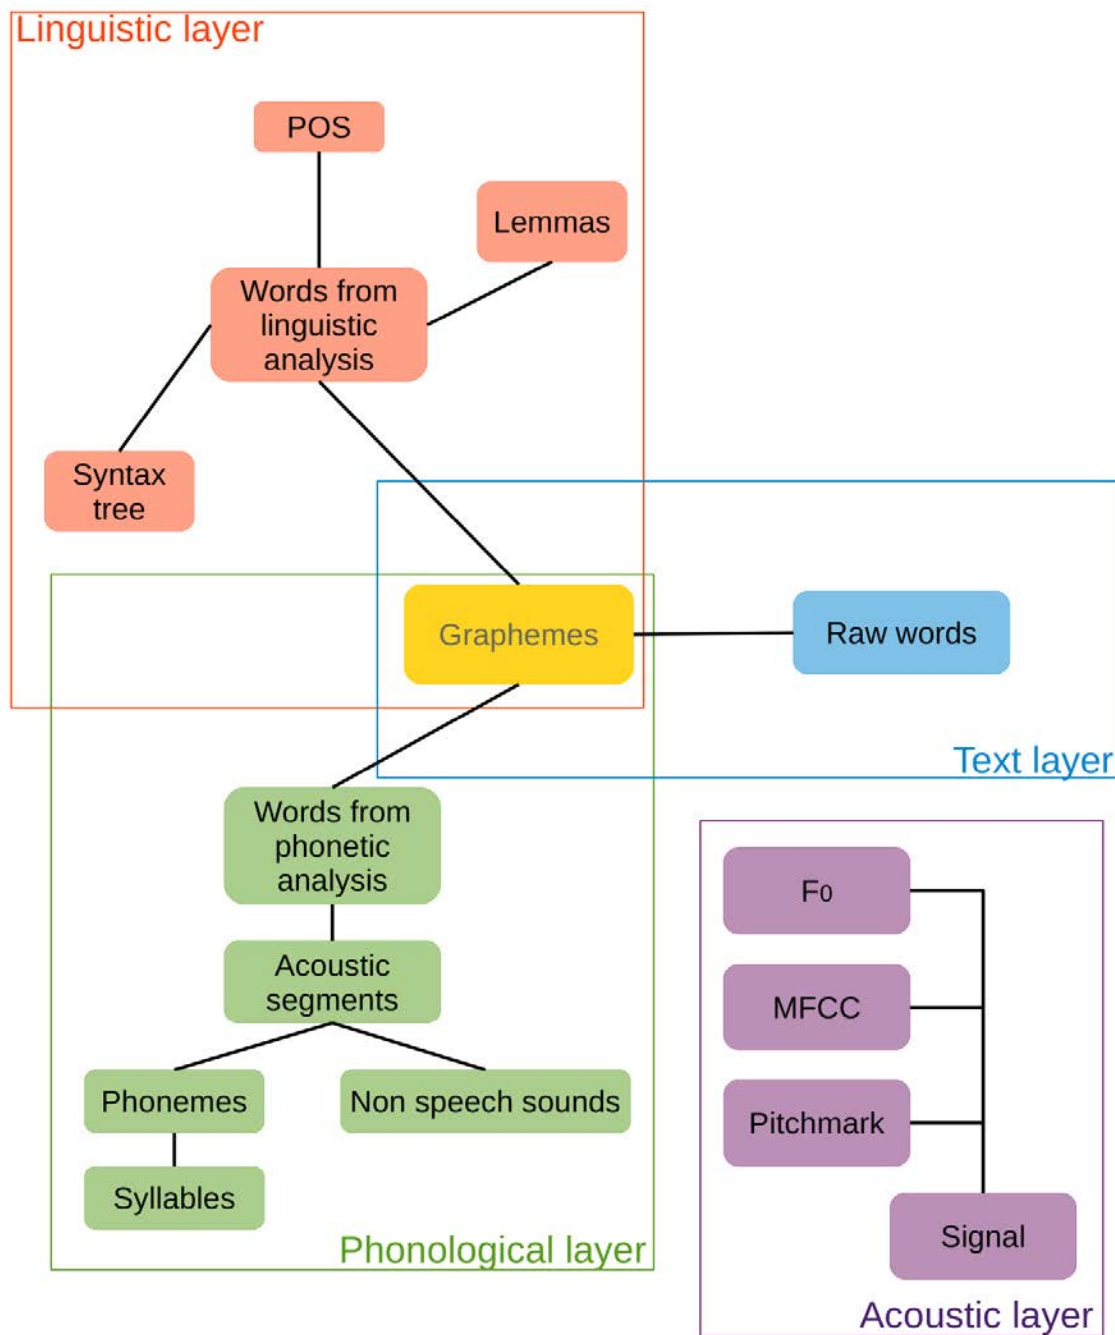 Linguistic layer
POS
Lemmas
Words from
linguistic
analysis
Syntax
tree
Graphemes
Raw words
Text layer
Words from
phonetic
analysis
Acoustic
segments
Phonemes
Non speech sounds
Syllables
Phonological layer
F0
MFCC
Pitchmark
Signal
Acoustic layer